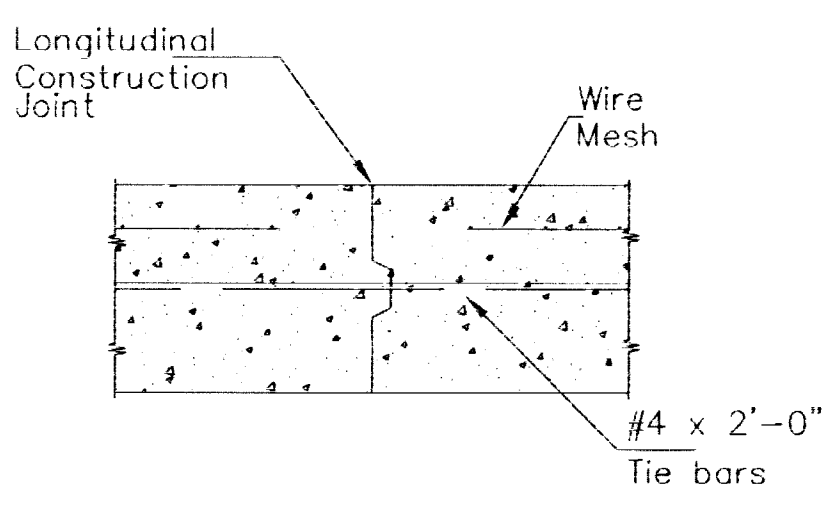 Longitudinal
Construction
Joint
Wire
Mesh
#4 x 2'-0"
Tie bars